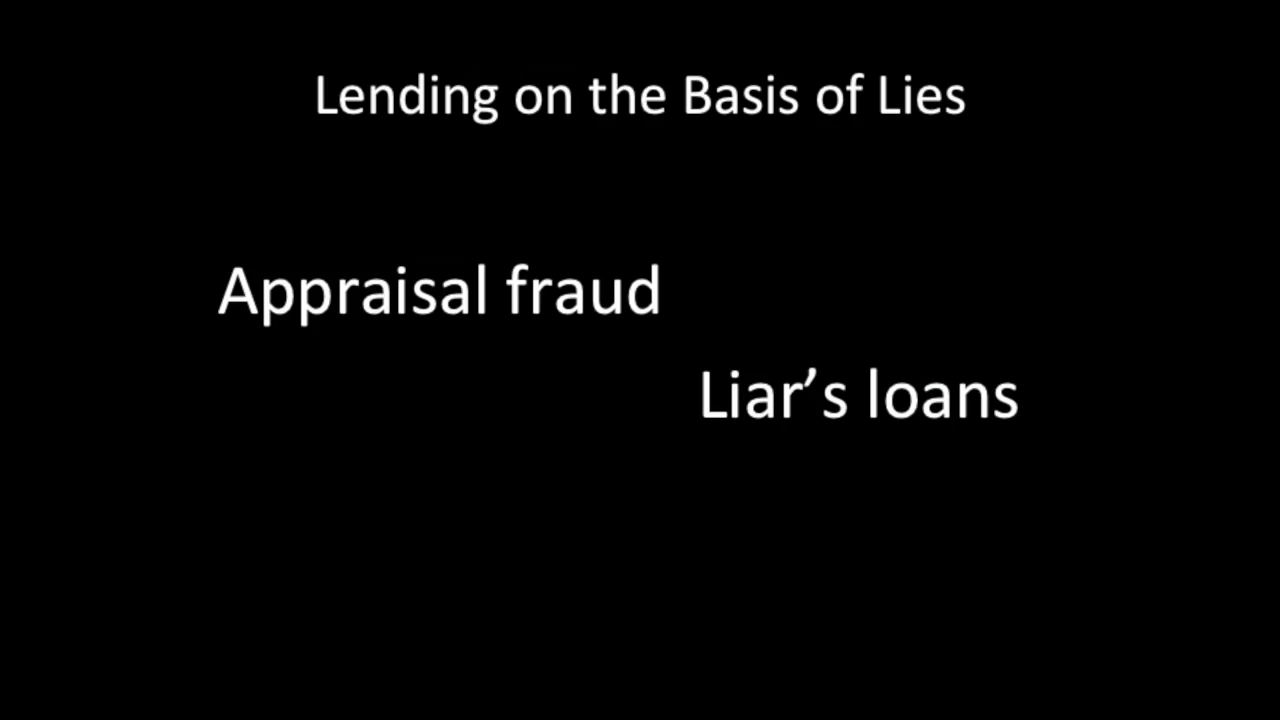 Lending on the Basis of Lies
Appraisal fraud
Liar’s loans